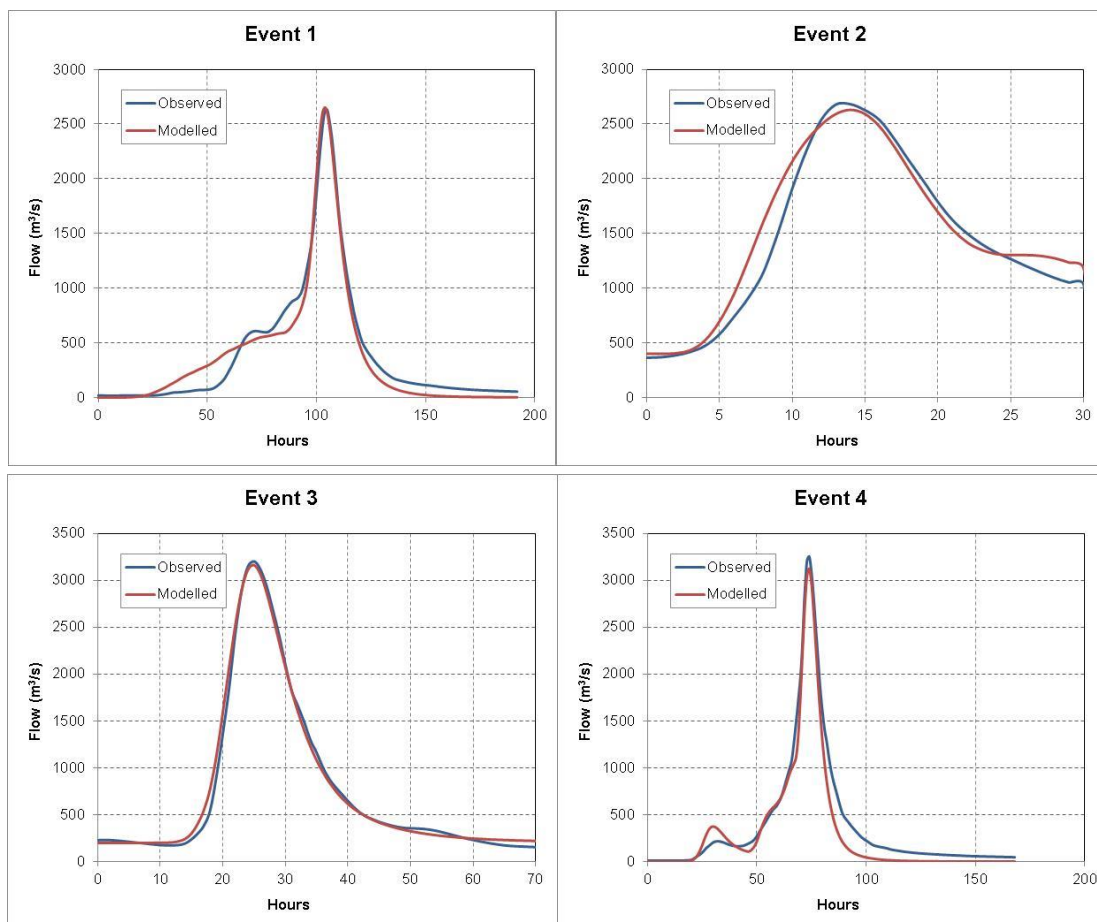 Event 1
3000
2500
2000
1500
1000
500
0
Flow (m³/s)
Observed
Modelled
0 50 100 150 200
Hours
Event 2
3000
2500
2000
1500
1000
500
0
Flow (m³/s)
Observed
Modelled
0 5 10 15 20 25 30
Hours
Event 3
3500
3000
2500
2000
1500
1000
500
0
Flow (m³/s)
Observed
Modelled
0 10 20 30 40 50 60 70
Hours
Event 4
3500
3000
2500
2000
1500
1000
500
0
Flow (m³/s)
Observed
Modelled
0 50 100 150 200
Hours